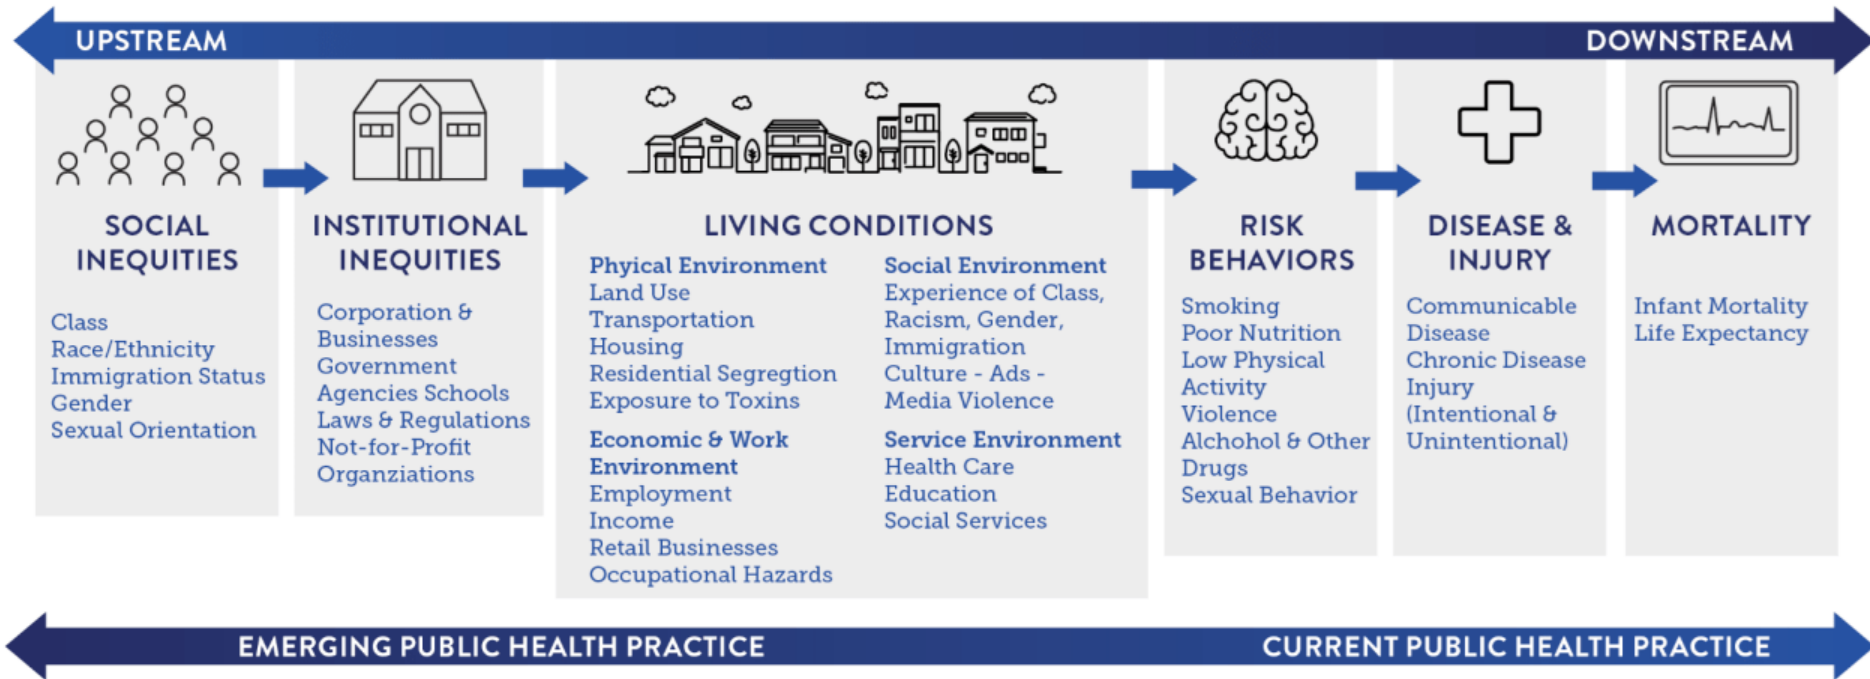 UPSTREAM
DOWNSTREAM
SOCIAL
INEQUITIES
Class
Race/Ethnicity
Immigration Status
Gender
Sexual Orientation
INSTITUTIONAL
INEQUITIES
Corporation &
Businesses
Government
Agencies Schools
Laws & Regulations
Not-for-Profit
Organziations
LIVING CONDITIONS
Phyical Environment
Land Use
Transportation
Housing
Residential Segregtion
Exposure to Toxins
Economic & Work
Environment
Employment
Income
Retail Businesses
Occupational Hazards
Social Environment
Experience of Class,
Racism, Gender,
Immigration
Culture - Ads -
Media Violence
Service Environment
Health Care
Education
Social Services
RISK
BEHAVIORS
Smoking
Poor Nutrition
Low Physical
Activity
Violence
Alchohol & Other
Drugs
Sexual Behavior
DISEASE &
INJURY
Communicable
Disease
Chronic Disease
Injury
(Intentional &
Unintentional)
MORTALITY
Infant Mortality
Life Expectancy
EMERGING PUBLIC HEALTH PRACTICE
CURRENT PUBLIC HEALTH PRACTICE